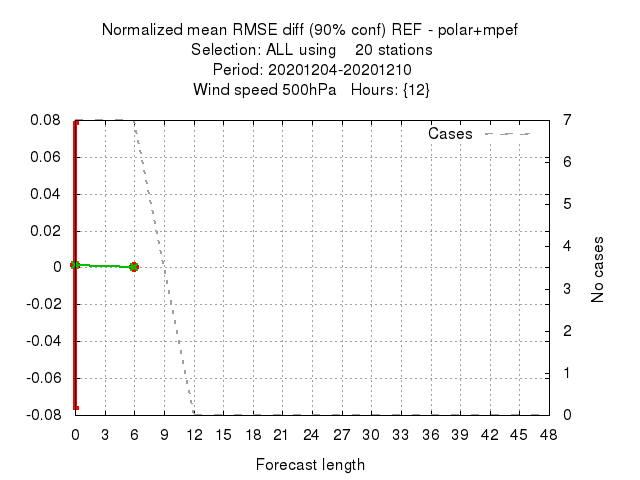 Normalized mean RMSE diff (90% conf) REF - polar+mpef
Selection: ALL using    20 stations
Period: 20201204-20201210
Wind speed 500hPa   Hours: {12}
Cases
0.08
0.06
0.04
0.02
0
-0.02
-0.04
-0.06
-0.08
7
6
5
4
3
2
1
0
No cases
0 3 6 9 12 15 18 21 24 27 30 33 36 39 42 45 48
Forecast length